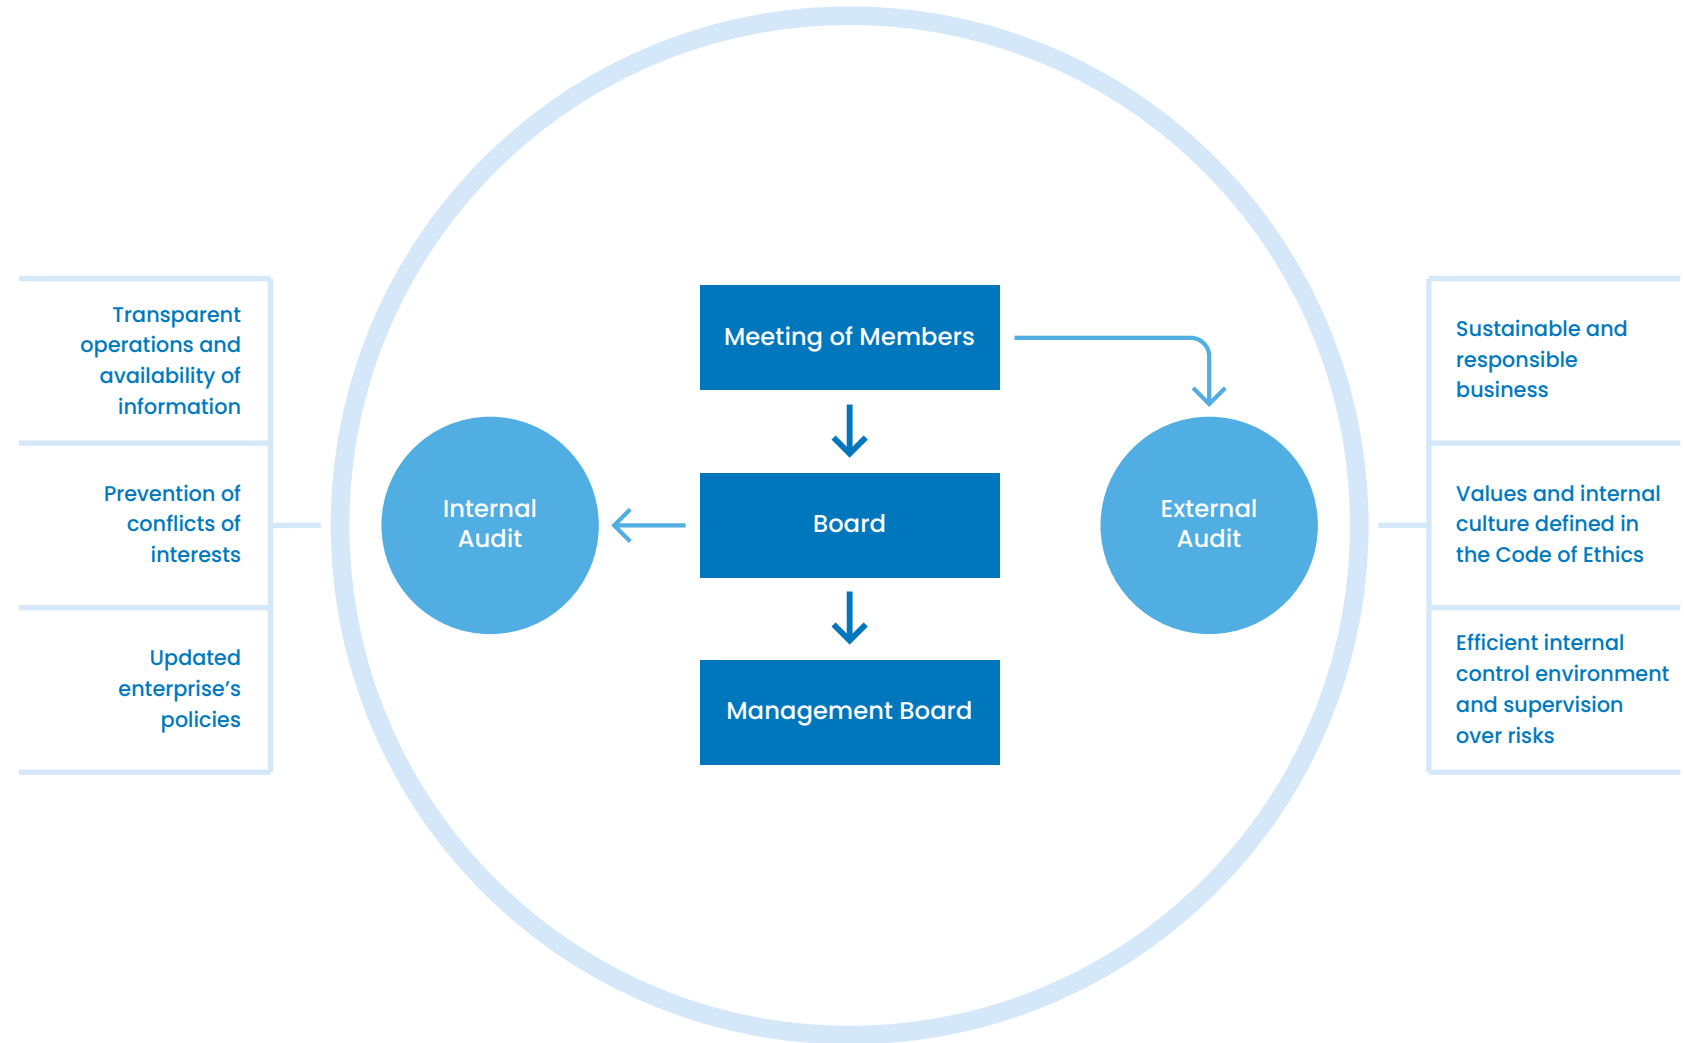 Transparent
operations and
availability of
information
Prevention of
conflicts of
interests
Updated
enterprise’s
policies
Internal
Audit
Meeting of Members
Board
Management Board
External
Audit
Sustainable and
responsible
business
Values and internal
culture defined in
the Code of Ethics
Efficient internal
control environment
and supervision
over risks